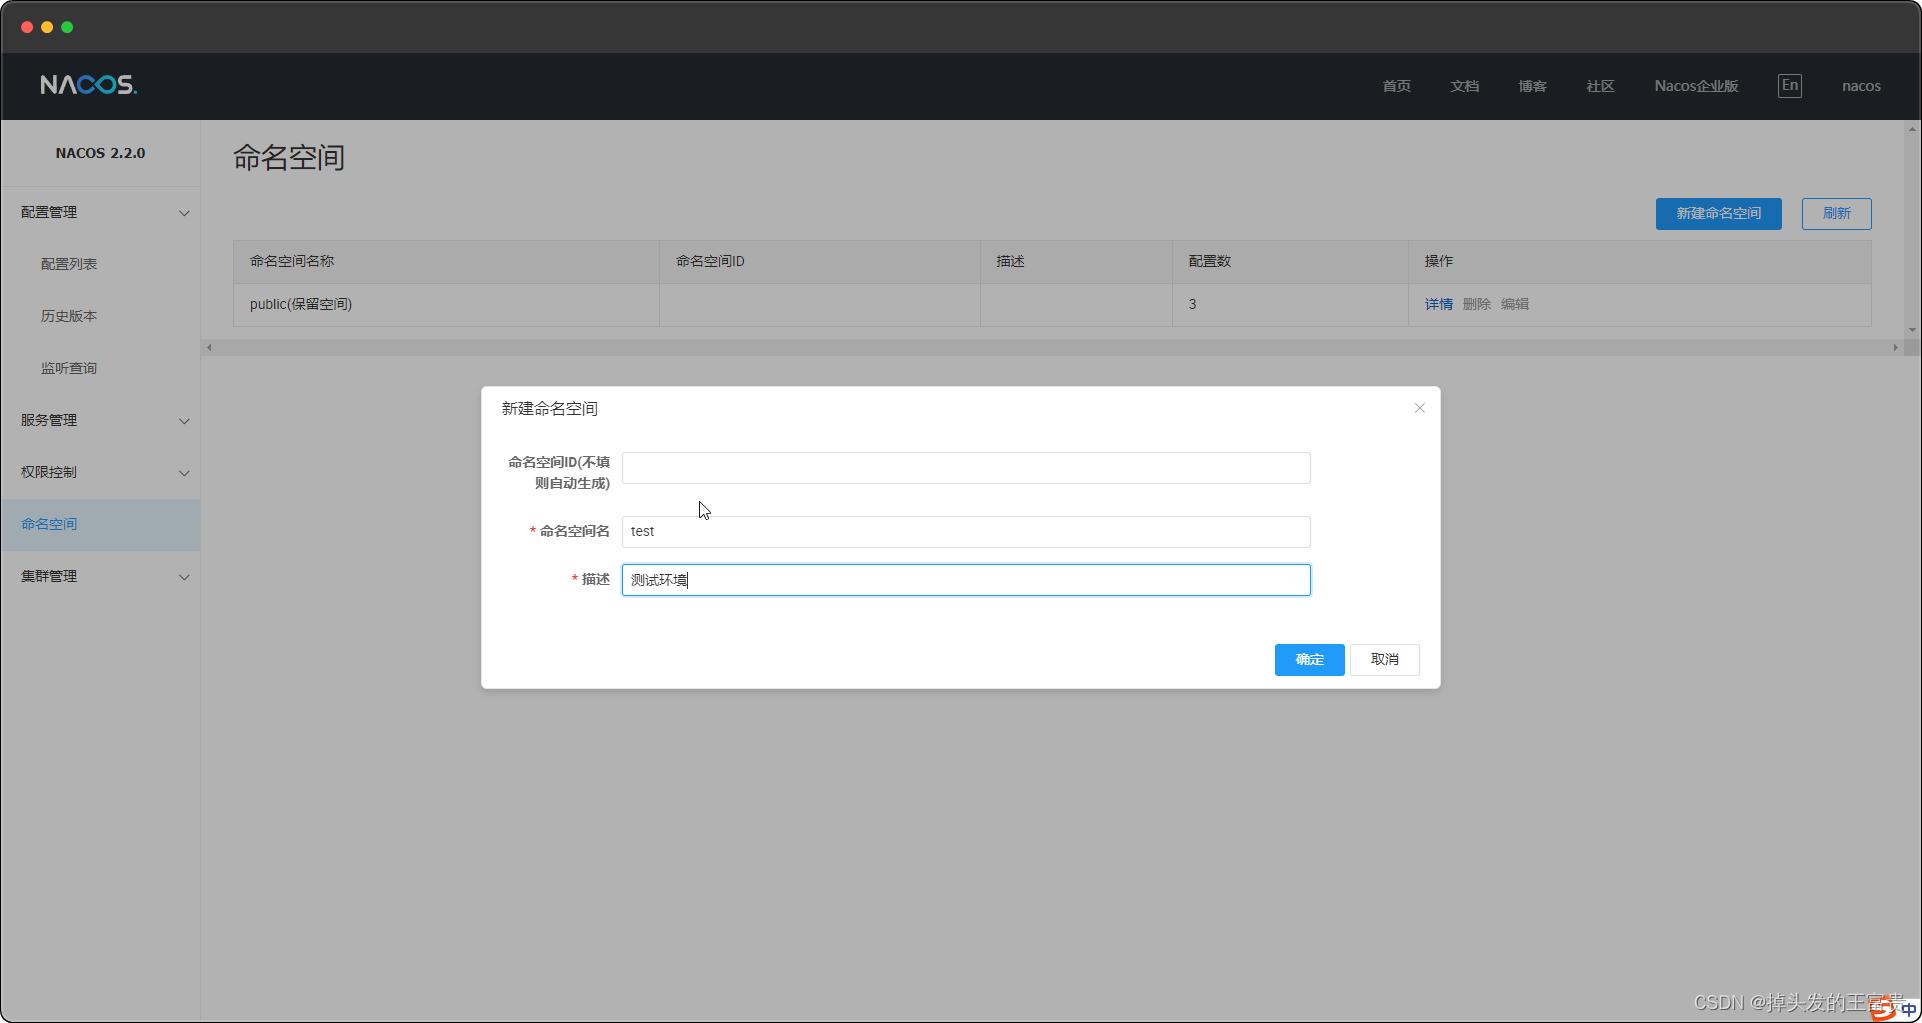 NACOS.
首页 文档 博客 社区 Nacos企业版 En nacos
NACOS 2.2.0
配置管理
配置列表
历史版本
监听查询
服务管理
权限控制
命名空间
集群管理
命名空间
新建命名空间 刷新
命名空间名称 命名空间ID 描述 配置数 操作
public(保留空间) 3 详情 删除 编辑
新建命名空间
命名空间ID(不填
则自动生成)
* 命名空间名 test
* 描述 测试环境
确定 取消
CSDN @掉头发的王富贵
中